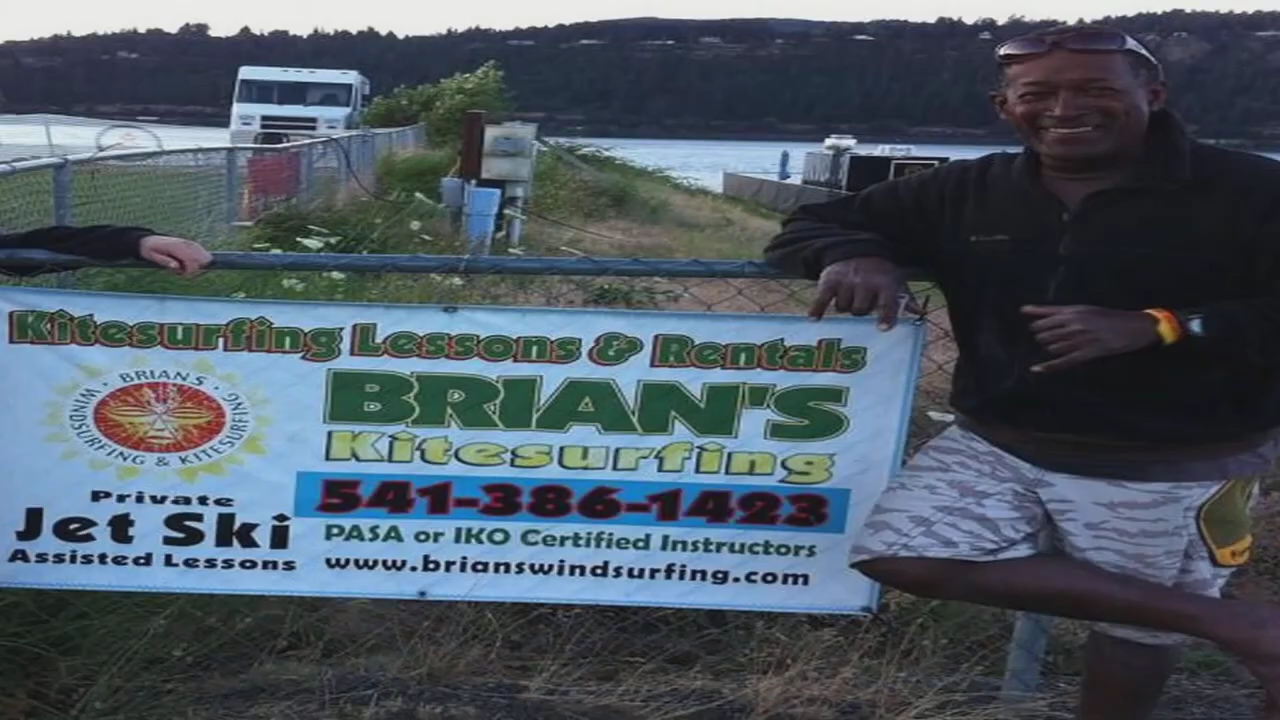 Kitesurfing Lessons & Rentals
BRIAN'S
WINDSURFING & KITESURFING
BRIAN'S
Kitesurfing
541-386-1423
Private
Jet Ski
Assisted Lessons
PASA or IKO Certified Instructors
www.brianswindsurfing.com